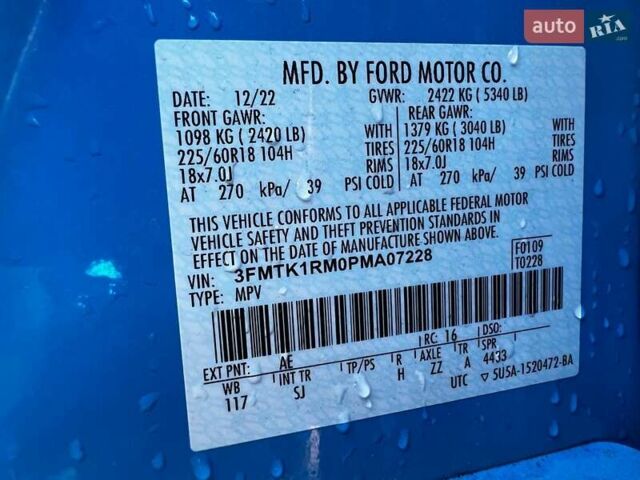 auto RIA .com
MFD. BY FORD MOTOR CO.
DATE: 12/22 GVWR: 2422 KG ( 5340 LB)
FRONT GAWR: REAR GAWR:
1098 KG ( 2420 LB) WITH 1379 KG ( 3040 LB) WITH
225/60R18 104H TIRES 225/60R18 104H TIRES
18x7.0J RIMS 18x7.0J RIMS
AT 270 kPa/ 39 PSI COLD AT 270 kPa/ 39 PSI COLD
THIS VEHICLE CONFORMS TO ALL APPLICABLE FEDERAL MOTOR
VEHICLE SAFETY AND THEFT PREVENTION STANDARDS IN
EFFECT ON THE DATE OF MANUFACTURE SHOWN ABOVE.
VIN: 3FMTK1RM0PMA07228 F0109
TYPE: MPV T0228
EXT PNT: AE RC: 16 DSO:
WB INT TR TP/PS R AXLE TR SPR
117 SJ H ZZ A 4433
UTC ▽ 5U5A-1520472-BA